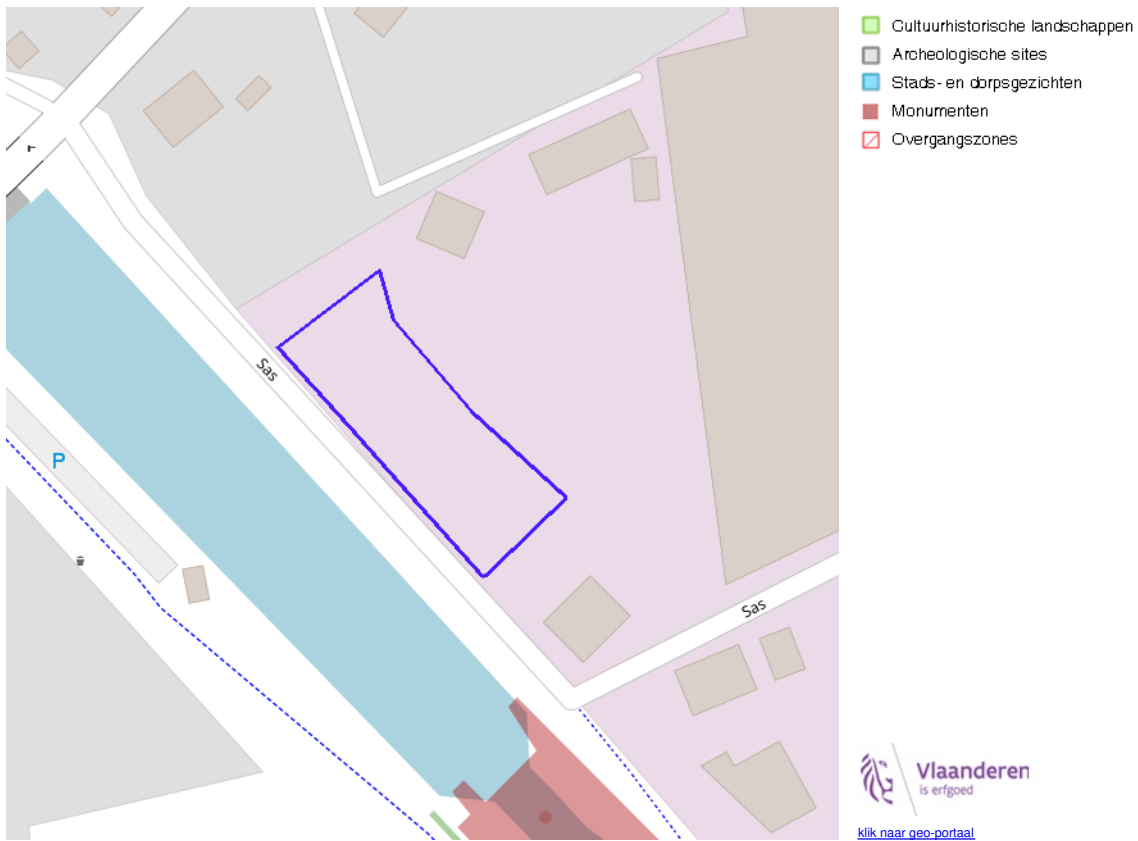 Cultuurhistorische landschappen
Archeologische sites
Stads- en dorpsgezichten
Monumenten
Overgangszones
Sas
P
Sas
Vlaanderen
is erfgoed
klik naar geo-portaal